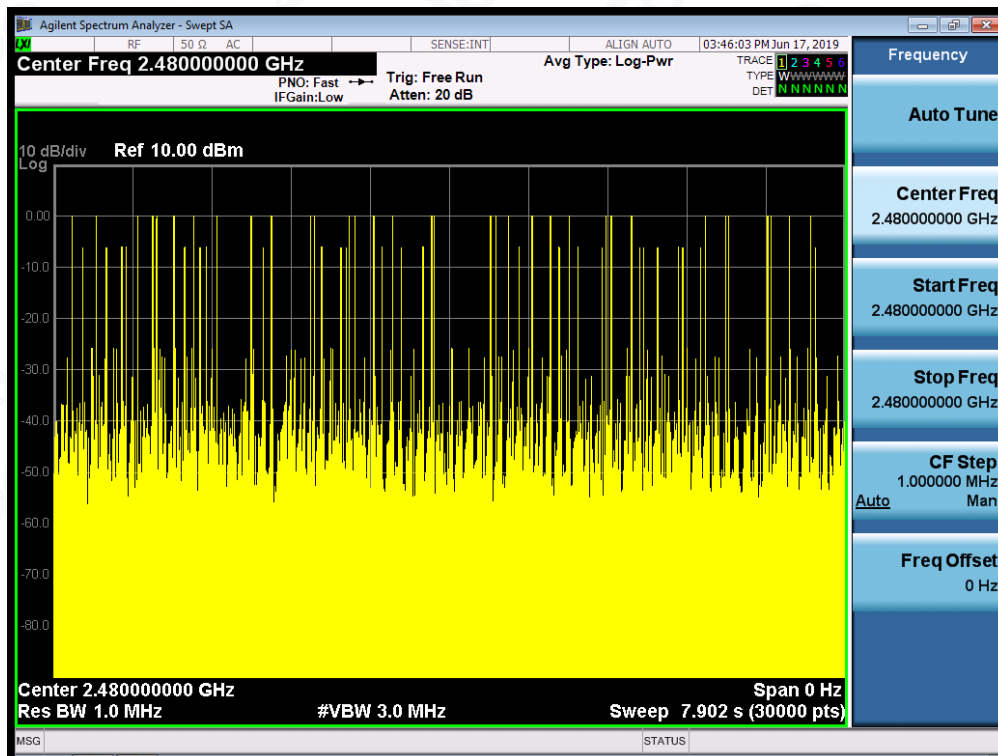 Agilent Spectrum Analyzer - Swept SA
LXI RF 50 Ω AC SENSE:INT ALIGN AUTO 03:46:03 PM Jun 17, 2019
Center Freq 2.480000000 GHz
PNO: Fast
IFGain:Low
Trig: Free Run
Atten: 20 dB
Avg Type: Log-Pwr
TRACE 1 2 3 4 5 6
TYPE WWWWWW
DET N N N N N N
10 dB/div Ref 10.00 dBm
Log
0.00
-10.0
-20.0
-30.0
-40.0
-50.0
-60.0
-70.0
-80.0
Center 2.480000000 GHz Span 0 Hz
Res BW 1.0 MHz #VBW 3.0 MHz Sweep 7.902 s (30000 pts)
MSG STATUS
Frequency
Auto Tune
Center Freq
2.480000000 GHz
Start Freq
2.480000000 GHz
Stop Freq
2.480000000 GHz
CF Step
1.000000 MHz
Auto Man
Freq Offset
0 Hz